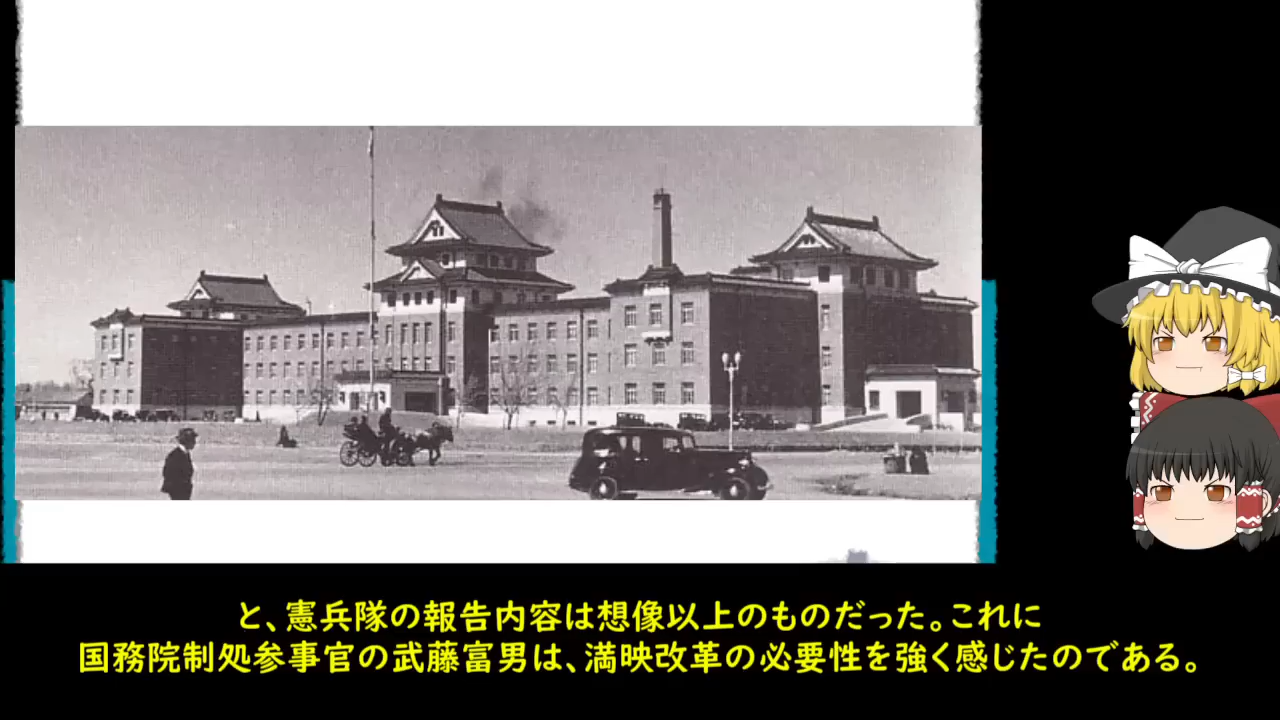 と、憲兵隊の報告内容は想像以上のものだった。これに
国務院制処参事官の武藤富男は、満映改革の必要性を強く感じたのである。